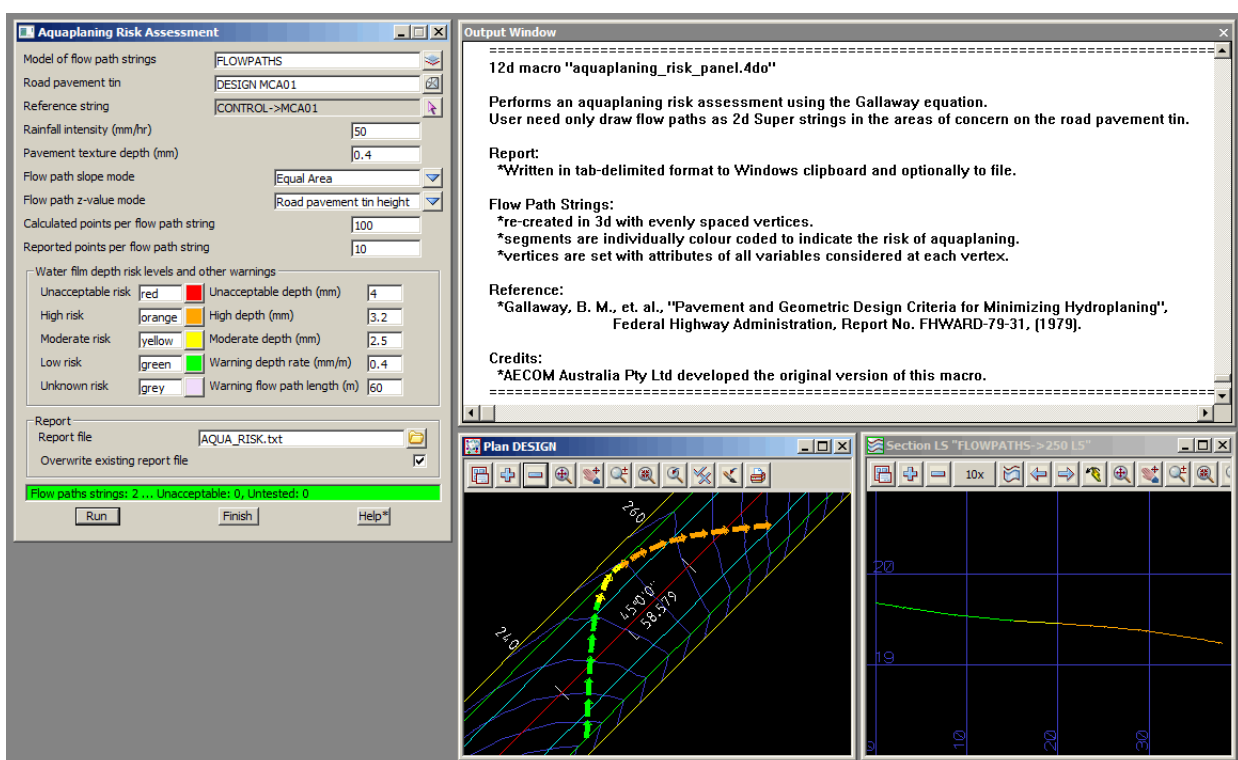 Aquaplaning Risk Assessment
Model of flow path strings FLOWPATHS
Road pavement tin DESIGN MCA01
Reference string CONTROL->MCA01
Rainfall intensity (mm/hr) 50
Pavement texture depth (mm) 0.4
Flow path slope mode Equal Area
Flow path z-value mode Road pavement tin height
Calculated points per flow path string 100
Reported points per flow path string 10
Water film depth risk levels and other warnings
Unacceptable risk red Unacceptable depth (mm) 4
High risk orange High depth (mm) 3.2
Moderate risk yellow Moderate depth (mm) 2.5
Low risk green Warning depth rate (mm/m) 0.4
Unknown risk grey Warning flow path length (m) 60
Report
Report file AQUA_RISK.txt
Overwrite existing report file
Flow paths strings: 2 ... Unacceptable: 0, Untested: 0
Run Finish Help*
Output Window
==========================================================================
12d macro "aquaplaning_risk_panel.4do"
Performs an aquaplaning risk assessment using the Gallaway equation.
User need only draw flow paths as 2d Super strings in the areas of concern on the road pavement tin.
Report:
*Written in tab-delimited format to Windows clipboard and optionally to file.
Flow Path Strings:
*re-created in 3d with evenly spaced vertices.
*segments are individually colour coded to indicate the risk of aquaplaning.
*vertices are set with attributes of all variables considered at each vertex.
Reference:
*Gallaway, B. M., et. al., "Pavement and Geometric Design Criteria for Minimizing Hydroplaning",
Federal Highway Administration, Report No. FHWARD-79-31, (1979).
Credits:
*AECOM Australia Pty Ltd developed the original version of this macro.
==========================================================================
Plan DESIGN
260
240
45°0'0"
L 58.579
Section LS "FLOWPATHS->250 LS"
10x
20
19
0 10 20 30